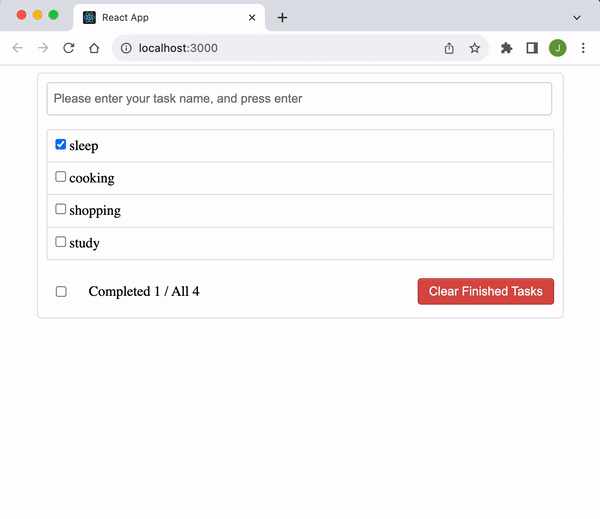 React App
localhost:3000
J
Please enter your task name, and press enter
sleep
cooking
shopping
study
Completed 1 / All 4
Clear Finished Tasks